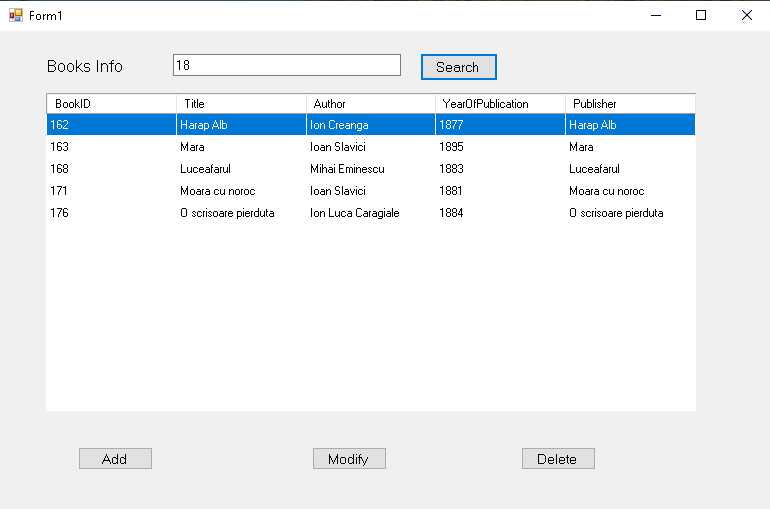 Form1
Books Info 18 Search
BookID Title Author YearOfPublication Publisher
162 Harap Alb Ion Creanga 1877 Harap Alb
163 Mara Ioan Slavici 1895 Mara
168 Luceafarul Mihai Eminescu 1883 Luceafarul
171 Moara cu noroc Ioan Slavici 1881 Moara cu noroc
176 O scrisoare pierduta Ion Luca Caragiale 1884 O scrisoare pierduta
Add Modify Delete